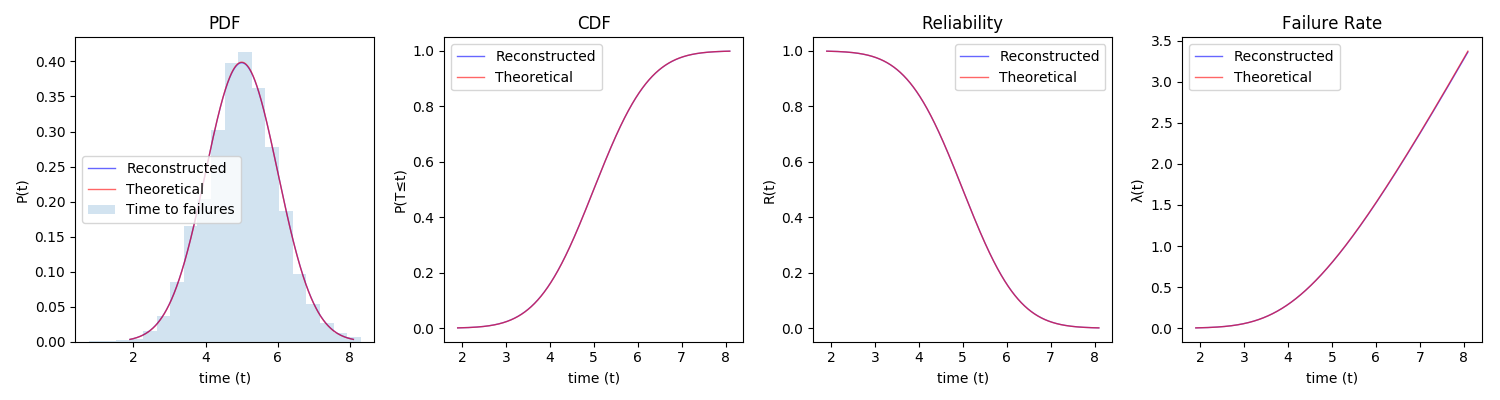 PDF
P(t)
0.40
0.35
0.30
0.25
0.20
0.15
0.10
0.05
0.00
Reconstructed
Theoretical
Time to failures
2
4
6
8
time (t)
CDF
P(T≤t)
1.0
0.8
0.6
0.4
0.2
0.0
Reconstructed
Theoretical
2
3
4
5
6
7
8
time (t)
Reliability
R(t)
1.0
0.8
0.6
0.4
0.2
0.0
Reconstructed
Theoretical
2
3
4
5
6
7
8
time (t)
Failure Rate
λ(t)
3.5
3.0
2.5
2.0
1.5
1.0
0.5
0.0
Reconstructed
Theoretical
2
3
4
5
6
7
8
time (t)